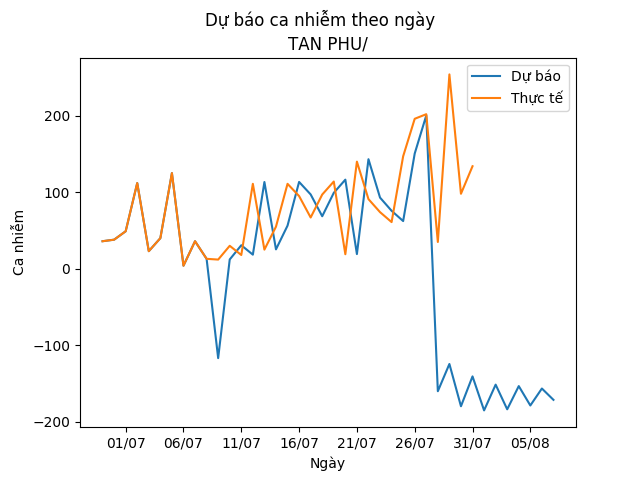 Dự báo ca nhiễm theo ngày
TAN PHU/
Dự báo
Thực tế
Ca nhiễm
200
100
0
−100
−200
01/07 06/07 11/07 16/07 21/07 26/07 31/07 05/08
Ngày